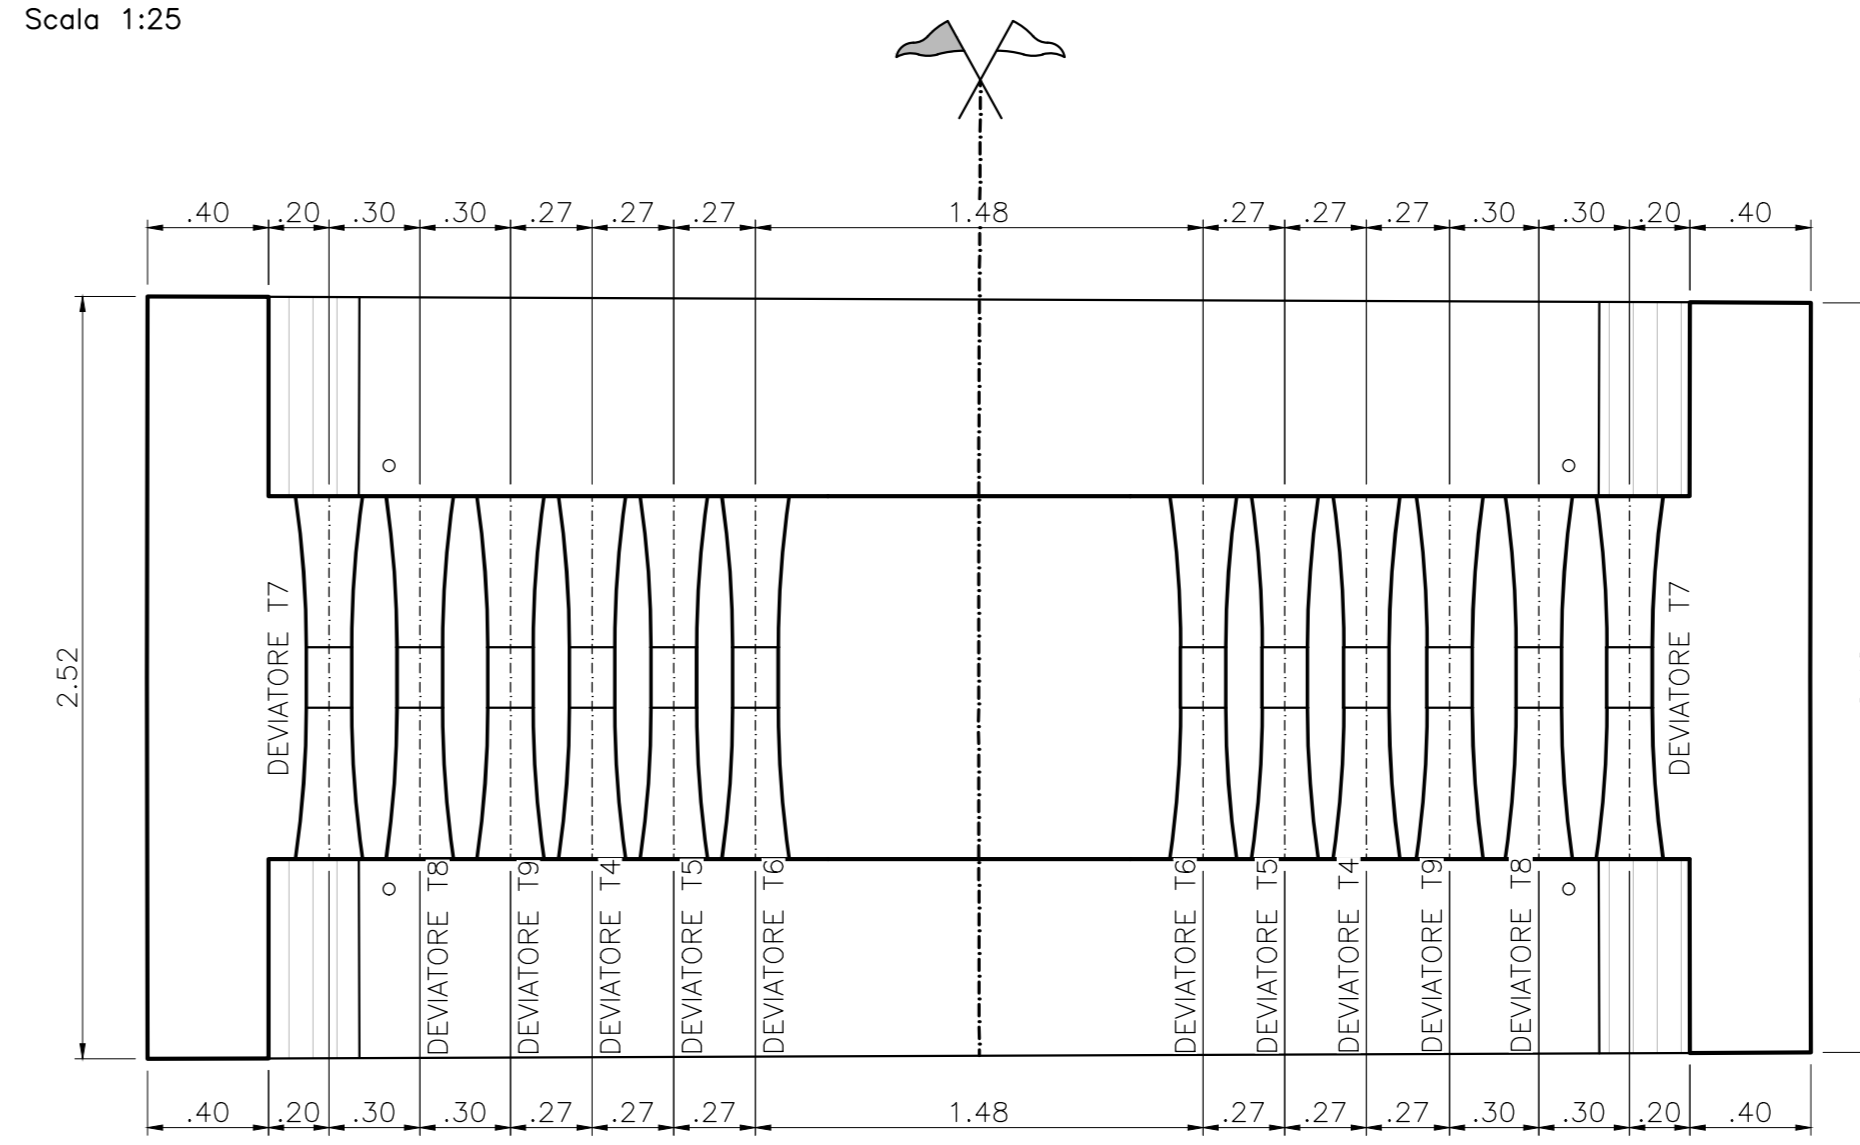 Scala 1:25
.40 .20 .30 .30 .27 .27 .27 1.48 .27 .27 .27 .30 .30 .20 .40
2.52
DEVIATORE T7
DEVIATORE T7
DEVIATORE T8
DEVIATORE T9
DEVIATORE T4
DEVIATORE T5
DEVIATORE T6
DEVIATORE T6
DEVIATORE T5
DEVIATORE T4
DEVIATORE T9
DEVIATORE T8
.40 .20 .30 .30 .27 .27 .27 1.48 .27 .27 .27 .30 .30 .20 .40